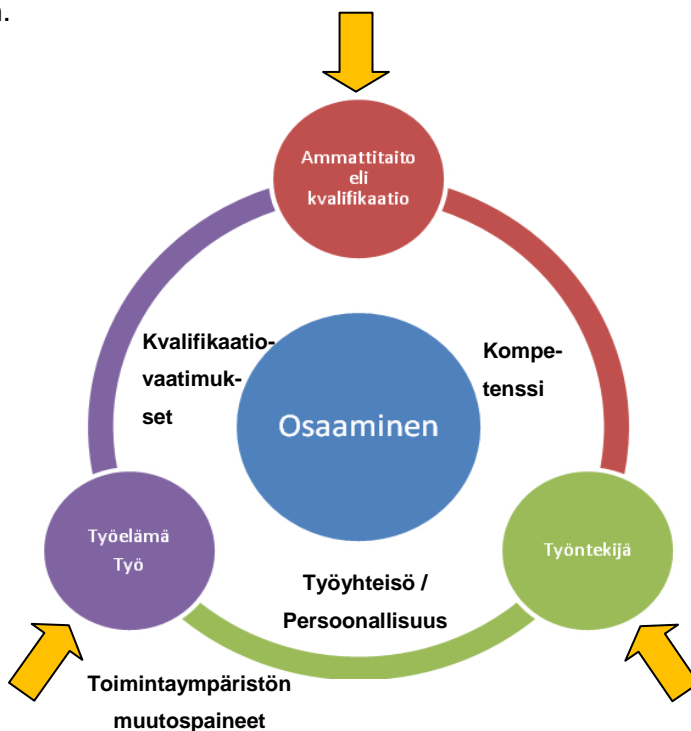 Ammattitaito
eli
kvalifikaatio
Kvalifikaatio-
vaatimuk-
set
Kompe-
tenssi
Osaaminen
Työelämä
Työ
Työntekijä
Työyhteisö /
Persoonallisuus
Toimintaympäristön
muutospaineet